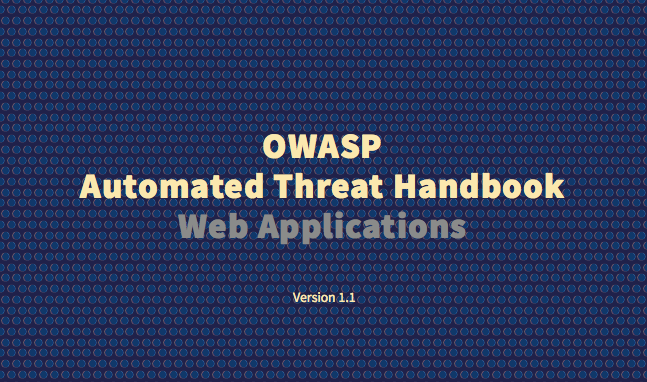 OWASP
Automated Threat Handbook
Web Applications
Version 1.1